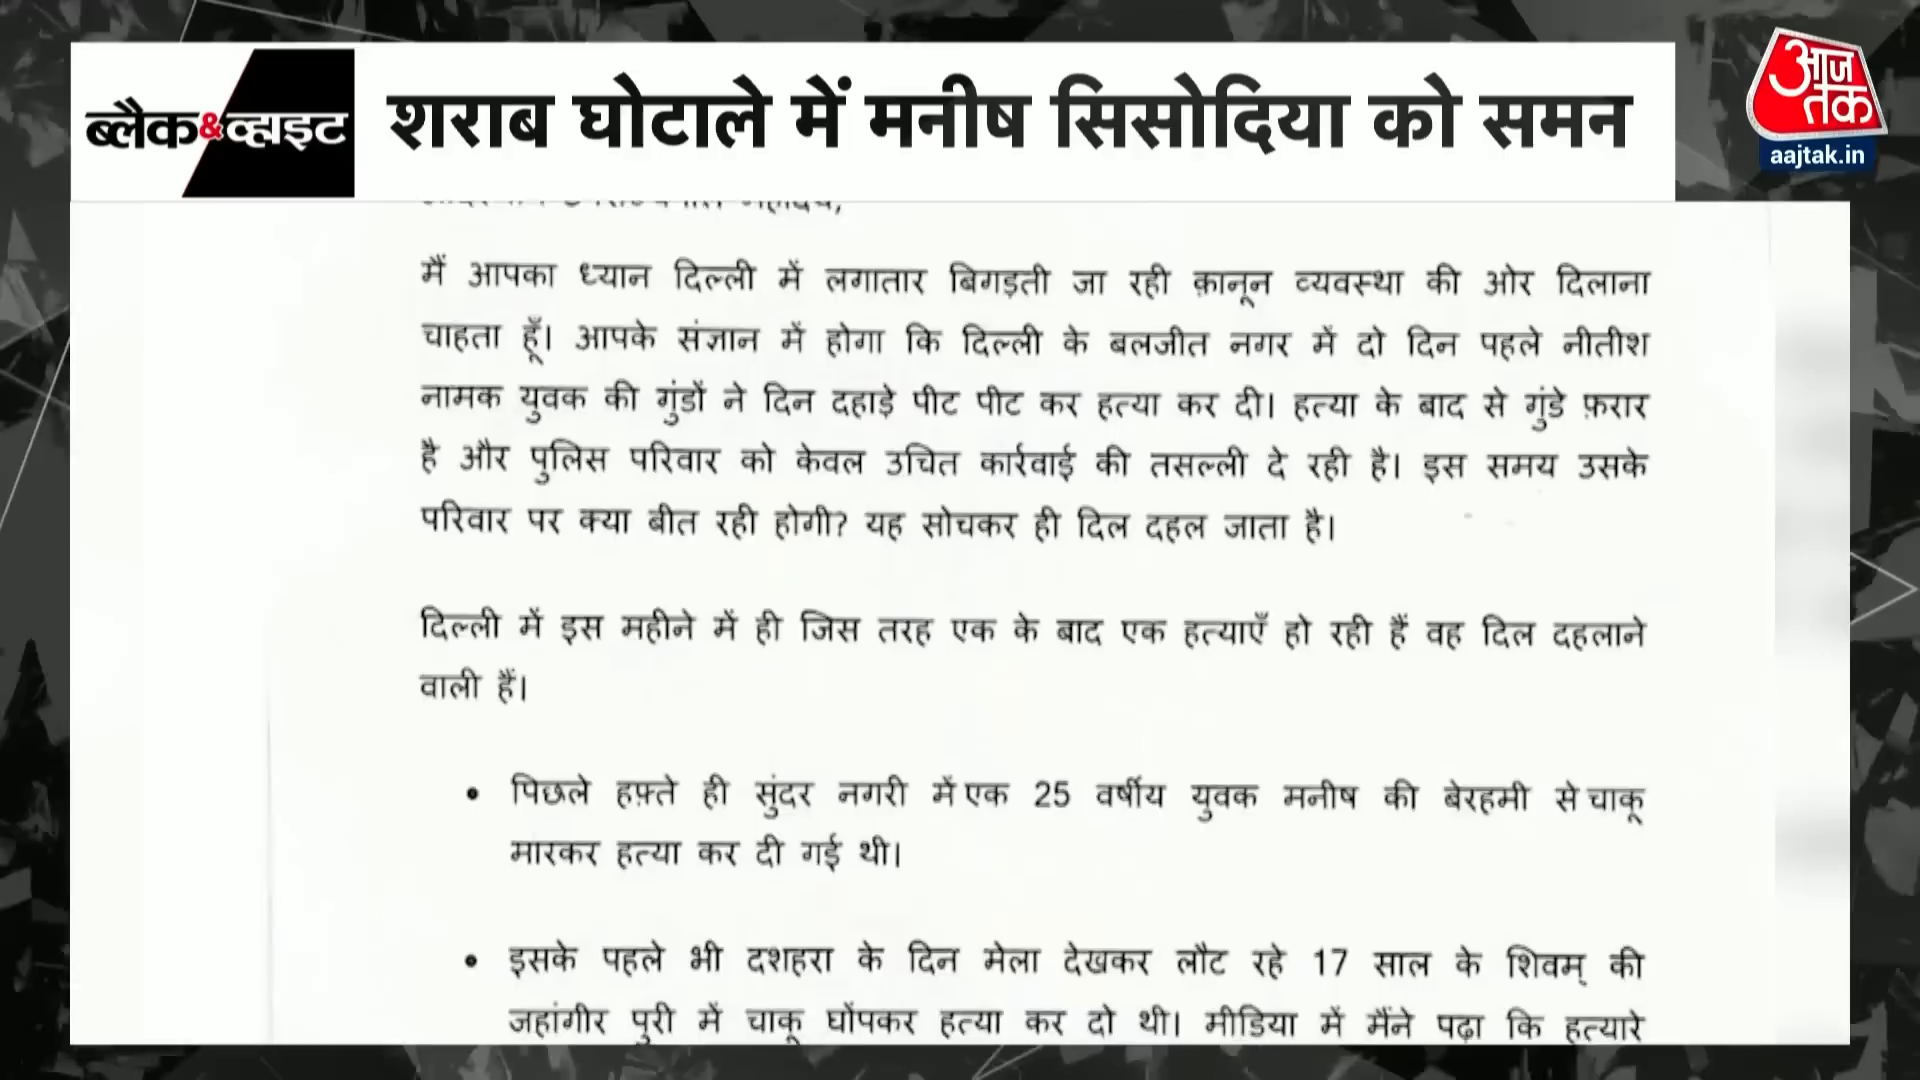 ब्लैक&व्हाइट
शराब घोटाले में मनीष सिसोदिया को समन
आज
तक
aajtak.in
मैं आपका ध्यान दिल्ली में लगातार बिगड़ती जा रही क़ानून व्यवस्था की ओर दिलाना
चाहता हूँ। आपके संज्ञान में होगा कि दिल्ली के बलजीत नगर में दो दिन पहले नीतीश
नामक युवक की गुंडों ने दिन दहाड़े पीट पीट कर हत्या कर दी। हत्या के बाद से गुंडे फ़रार
है और पुलिस परिवार को केवल उचित कार्रवाई की तसल्ली दे रही है। इस समय उसके
परिवार पर क्या बीत रही होगी? यह सोचकर ही दिल दहल जाता है।
दिल्ली में इस महीने में ही जिस तरह एक के बाद एक हत्याएँ हो रही हैं वह दिल दहलाने
वाली हैं।
• पिछले हफ़्ते ही सुंदर नगरी में एक 25 वर्षीय युवक मनीष की बेरहमी से चाकू
मारकर हत्या कर दी गई थी।
• इसके पहले भी दशहरा के दिन मेला देखकर लौट रहे 17 साल के शिवम् की
जहांगीर पुरी में चाकू घोंपकर हत्या कर दो थी। मीडिया में मैंने पढ़ा कि हत्यारे